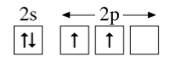 2s ← 2p →
↑↓ ↑ ↑